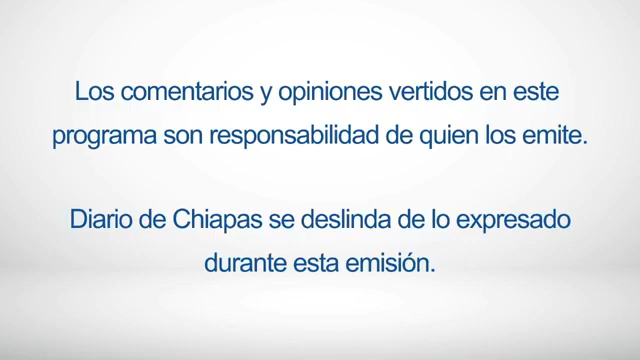 Los comentarios y opiniones vertidos en este
programa son responsabilidad de quien los emite.
Diario de Chiapas se deslinda de lo expresado
durante esta emisión.